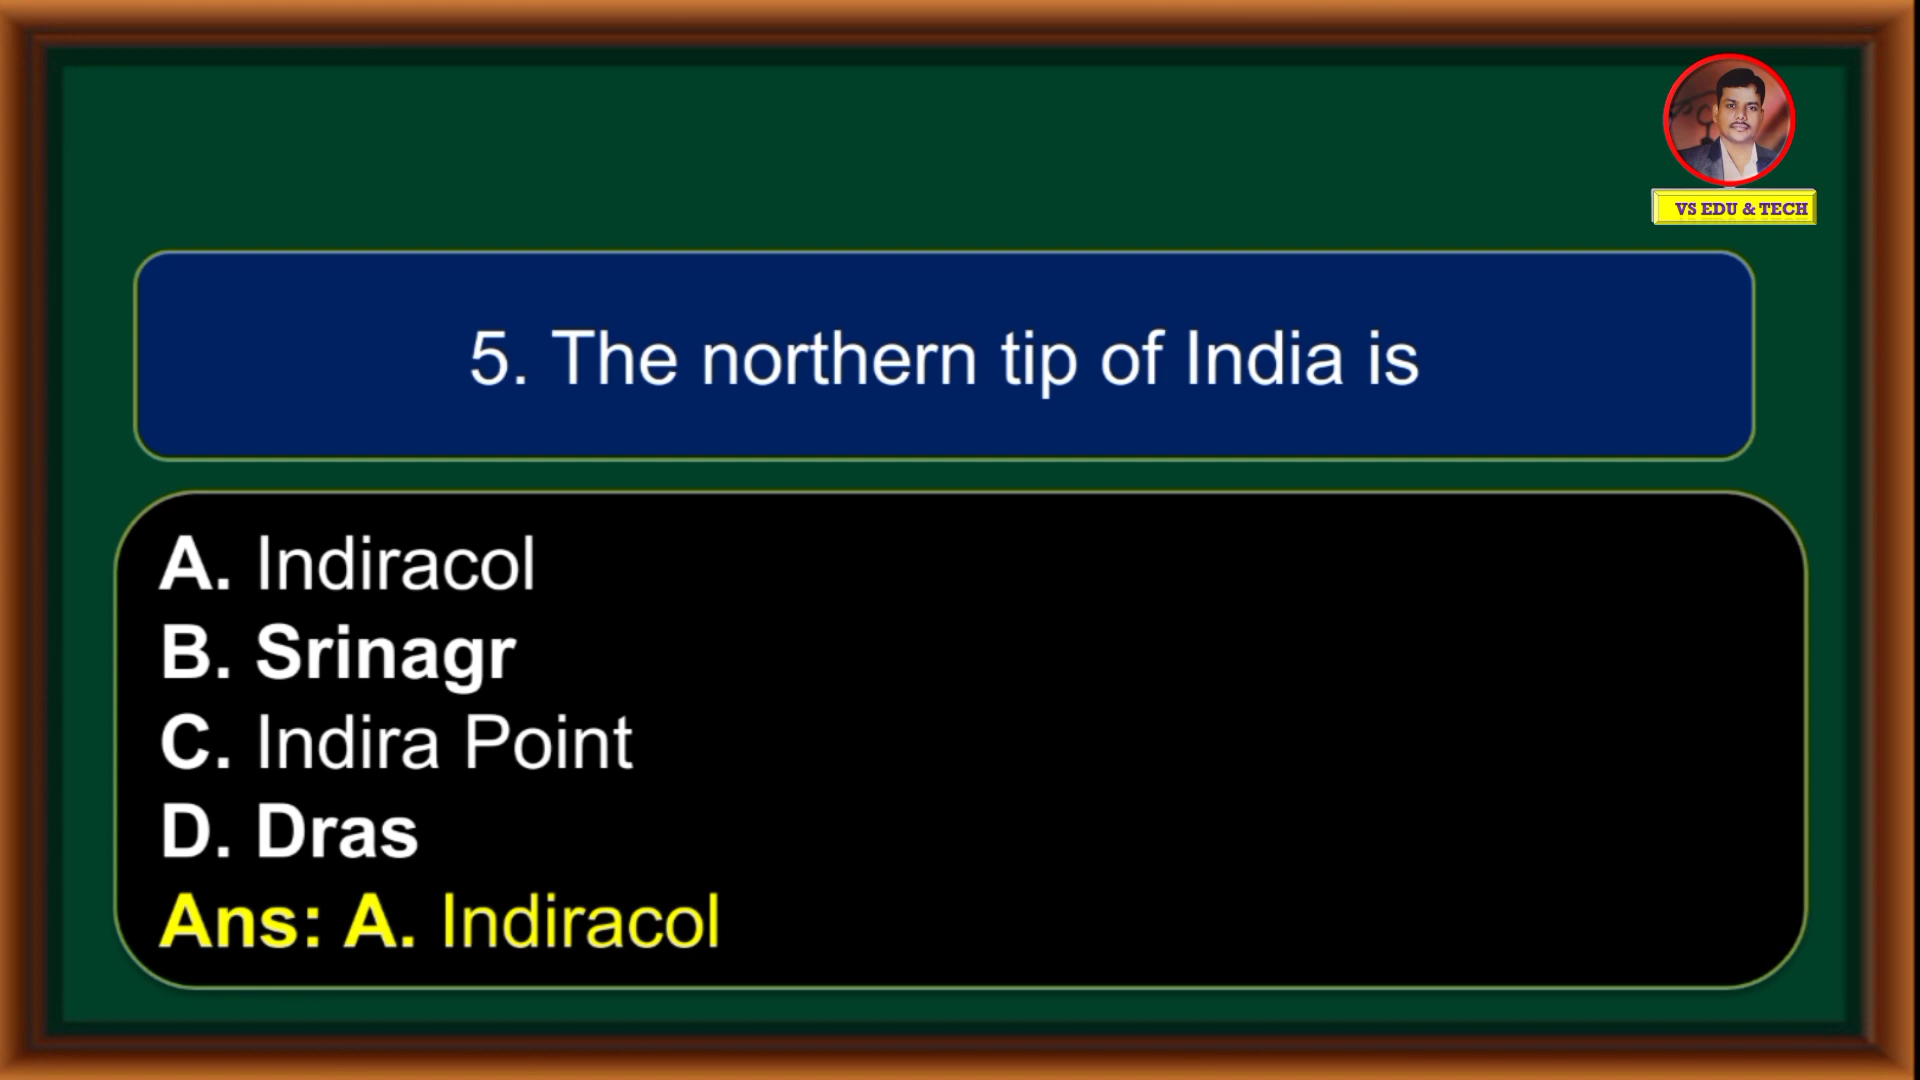 VS EDU & TECH
5. The northern tip of India is
A. Indiracol
B. Srinagr
C. Indira Point
D. Dras
Ans: A. Indiracol